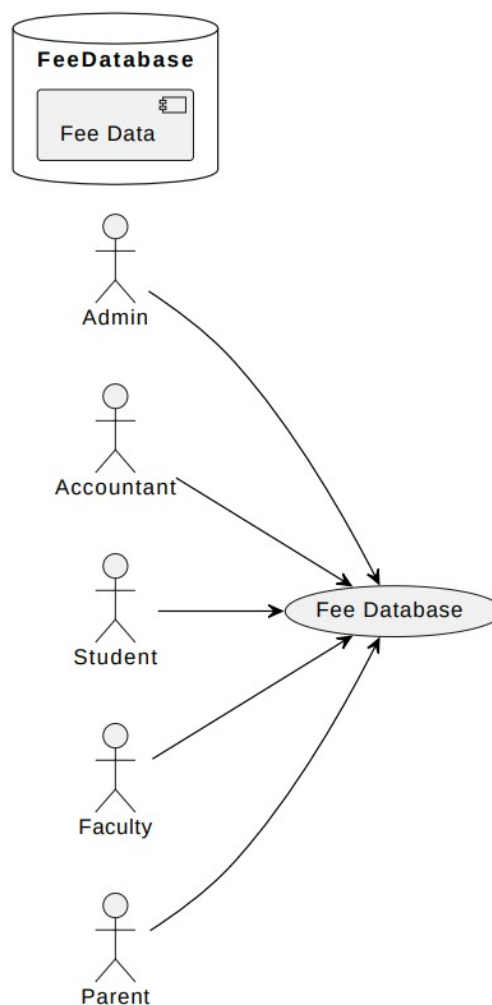 FeeDatabase
Fee Data
Admin
Accountant
Student
Fee Database
Faculty
Parent